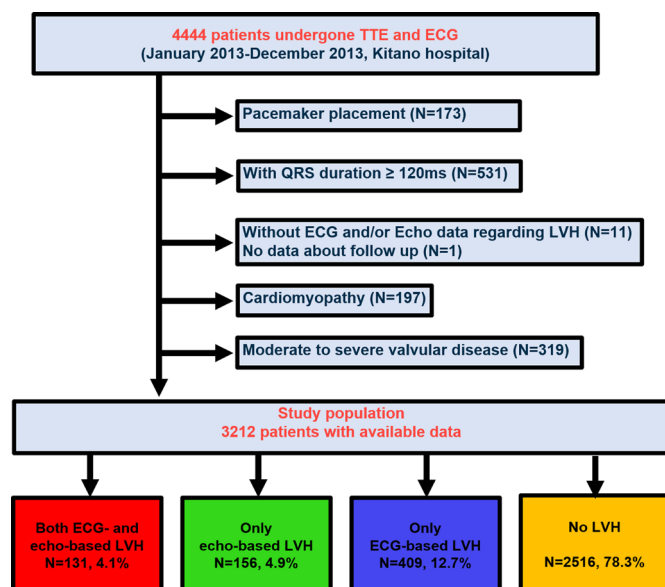 4444 patients undergone TTE and ECG
(January 2013-December 2013, Kitano hospital)
Pacemaker placement (N=173)
With QRS duration ≥ 120ms (N=531)
Without ECG and/or Echo data regarding LVH (N=11)
No data about follow up (N=1)
Cardiomyopathy (N=197)
Moderate to severe valvular disease (N=319)
Study population
3212 patients with available data
Both ECG- and
echo-based LVH
N=131, 4.1%
Only
echo-based LVH
N=156, 4.9%
Only
ECG-based LVH
N=409, 12.7%
No LVH
N=2516, 78.3%